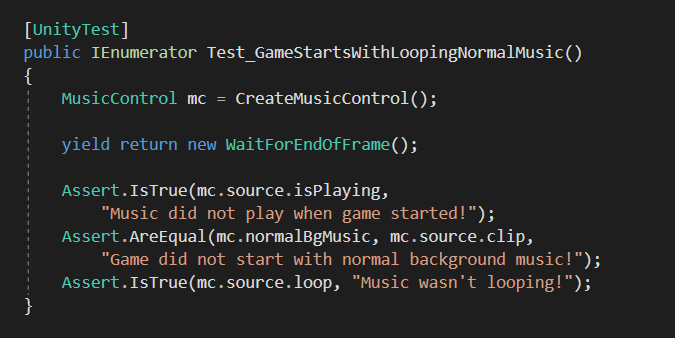 [UnityTest]
public IEnumerator Test_GameStartsWithLoopingNormalMusic()
{
MusicControl mc = CreateMusicControl();
yield return new WaitForEndOfFrame();
Assert.IsTrue(mc.source.isPlaying,
"Music did not play when game started!");
Assert.AreEqual(mc.normalBgMusic, mc.source.clip,
"Game did not start with normal background music!");
Assert.IsTrue(mc.source.loop, "Music wasn't looping!");
}